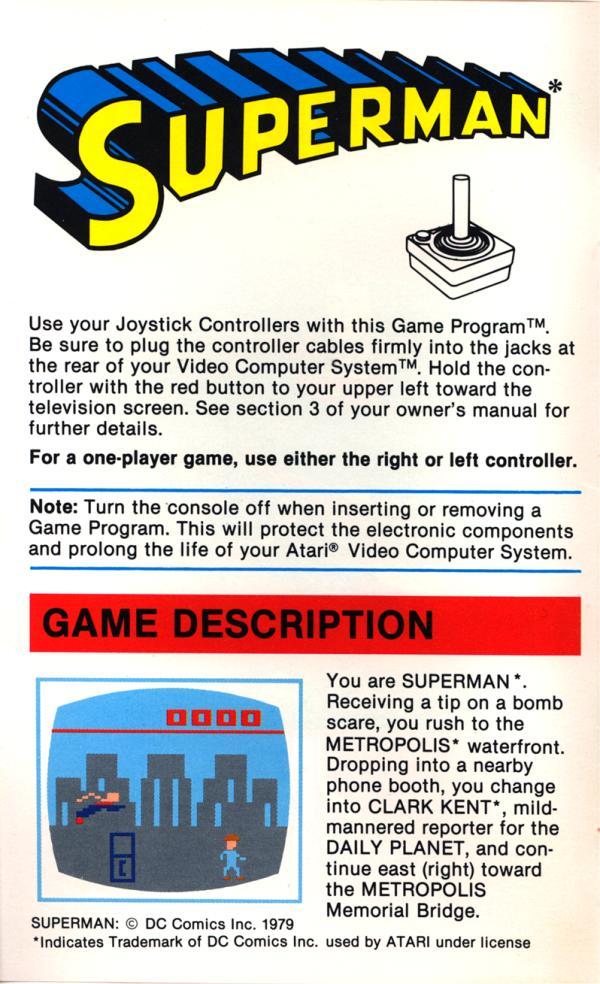 SUPERMAN*
Use your Joystick Controllers with this Game Program™.
Be sure to plug the controller cables firmly into the jacks at
the rear of your Video Computer System™. Hold the con-
troller with the red button to your upper left toward the
television screen. See section 3 of your owner's manual for
further details.
For a one-player game, use either the right or left controller.
Note: Turn the console off when inserting or removing a
Game Program. This will protect the electronic components
and prolong the life of your Atari® Video Computer System.
GAME DESCRIPTION
0000
You are SUPERMAN*.
Receiving a tip on a bomb
scare, you rush to the
METROPOLIS* waterfront.
Dropping into a nearby
phone booth, you change
into CLARK KENT*, mild-
mannered reporter for the
DAILY PLANET, and con-
tinue east (right) toward
the METROPOLIS
Memorial Bridge.
SUPERMAN: © DC Comics Inc. 1979
*Indicates Trademark of DC Comics Inc. used by ATARI under license